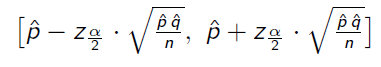 [p̂ − z_{α/2} · √(p̂ q̂ / n), p̂ + z_{α/2} · √(p̂ q̂ / n)]